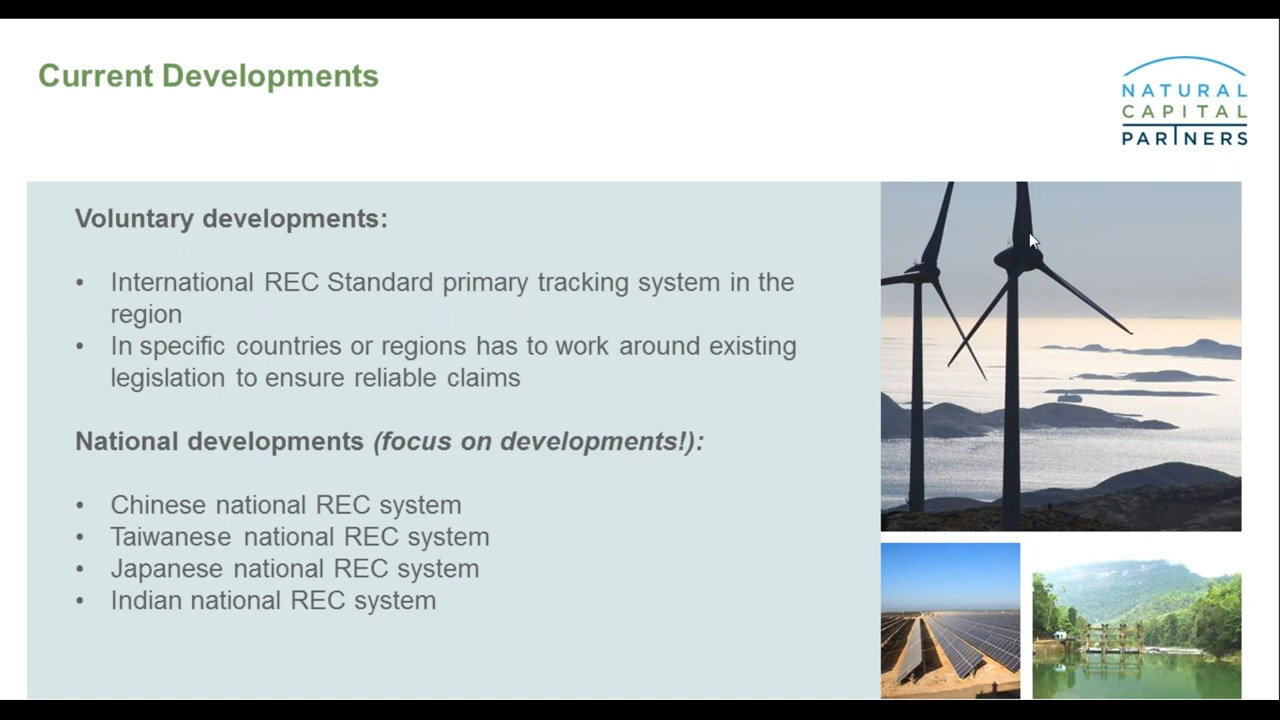 Current Developments
NATURAL
CAPITAL
PARTNERS
Voluntary developments:
• International REC Standard primary tracking system in the
region
• In specific countries or regions has to work around existing
legislation to ensure reliable claims
National developments (focus on developments!):
• Chinese national REC system
• Taiwanese national REC system
• Japanese national REC system
• Indian national REC system